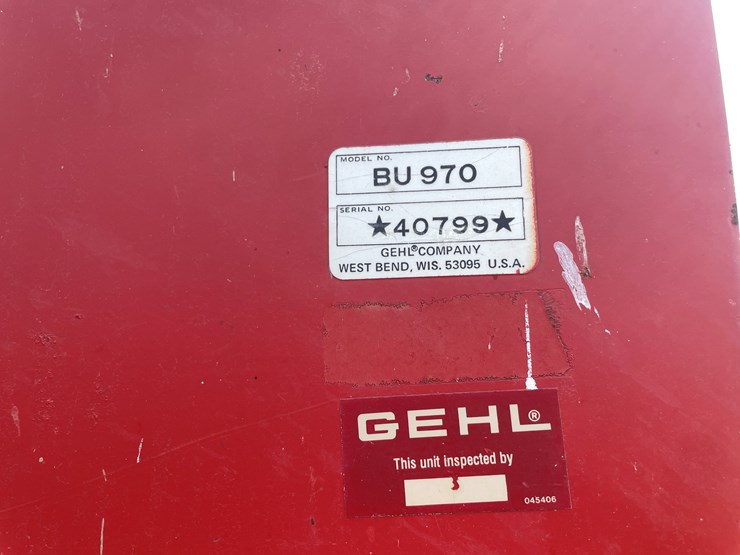 MODEL NO.
BU 970
SERIAL NO.
★40799★
GEHL® COMPANY
WEST BEND, WIS. 53095 U.S.A.
GEHL®
This unit inspected by
045406